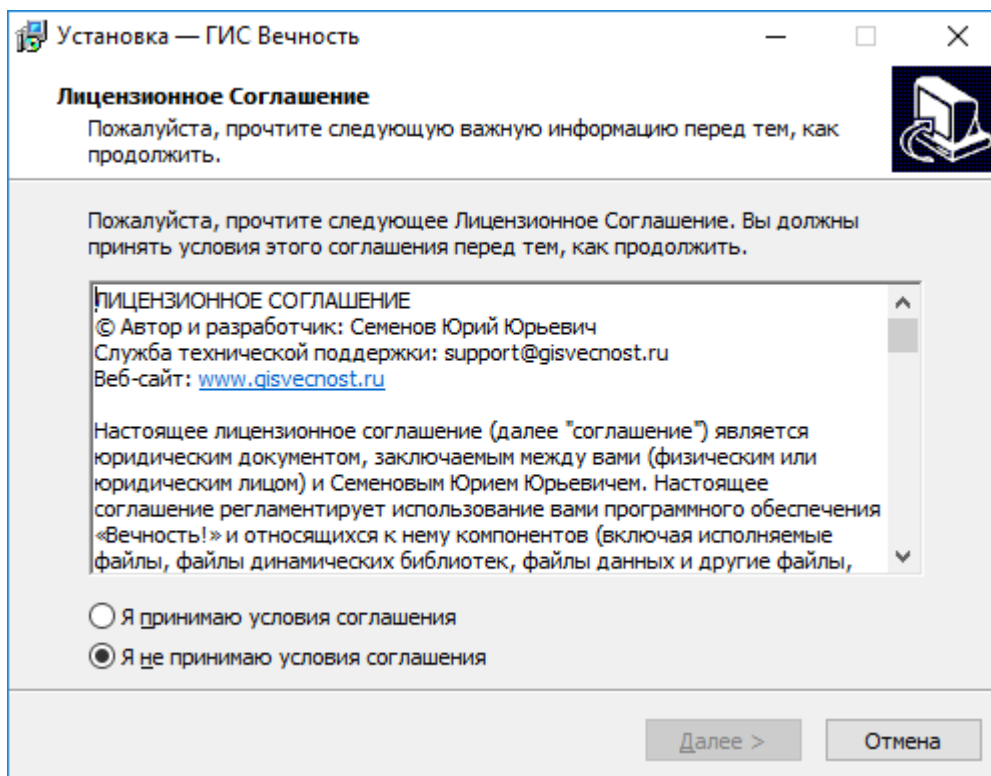 Установка — ГИС Вечность
Лицензионное Соглашение
Пожалуйста, прочтите следующую важную информацию перед тем, как
продолжить.
Пожалуйста, прочтите следующее Лицензионное Соглашение. Вы должны
принять условия этого соглашения перед тем, как продолжить.
ЛИЦЕНЗИОННОЕ СОГЛАШЕНИЕ
© Автор и разработчик: Семенов Юрий Юрьевич
Служба технической поддержки: support@gisvecnost.ru
Веб-сайт: www.gisvecnost.ru
Настоящее лицензионное соглашение (далее "соглашение") является
юридическим документом, заключаемым между вами (физическим или
юридическим лицом) и Семеновым Юрием Юрьевичем. Настоящее
соглашение регламентирует использование вами программного обеспечения
«Вечность!» и относящихся к нему компонентов (включая исполняемые
файлы, файлы динамических библиотек, файлы данных и другие файлы,
Я принимаю условия соглашения
Я не принимаю условия соглашения
Далее >
Отмена